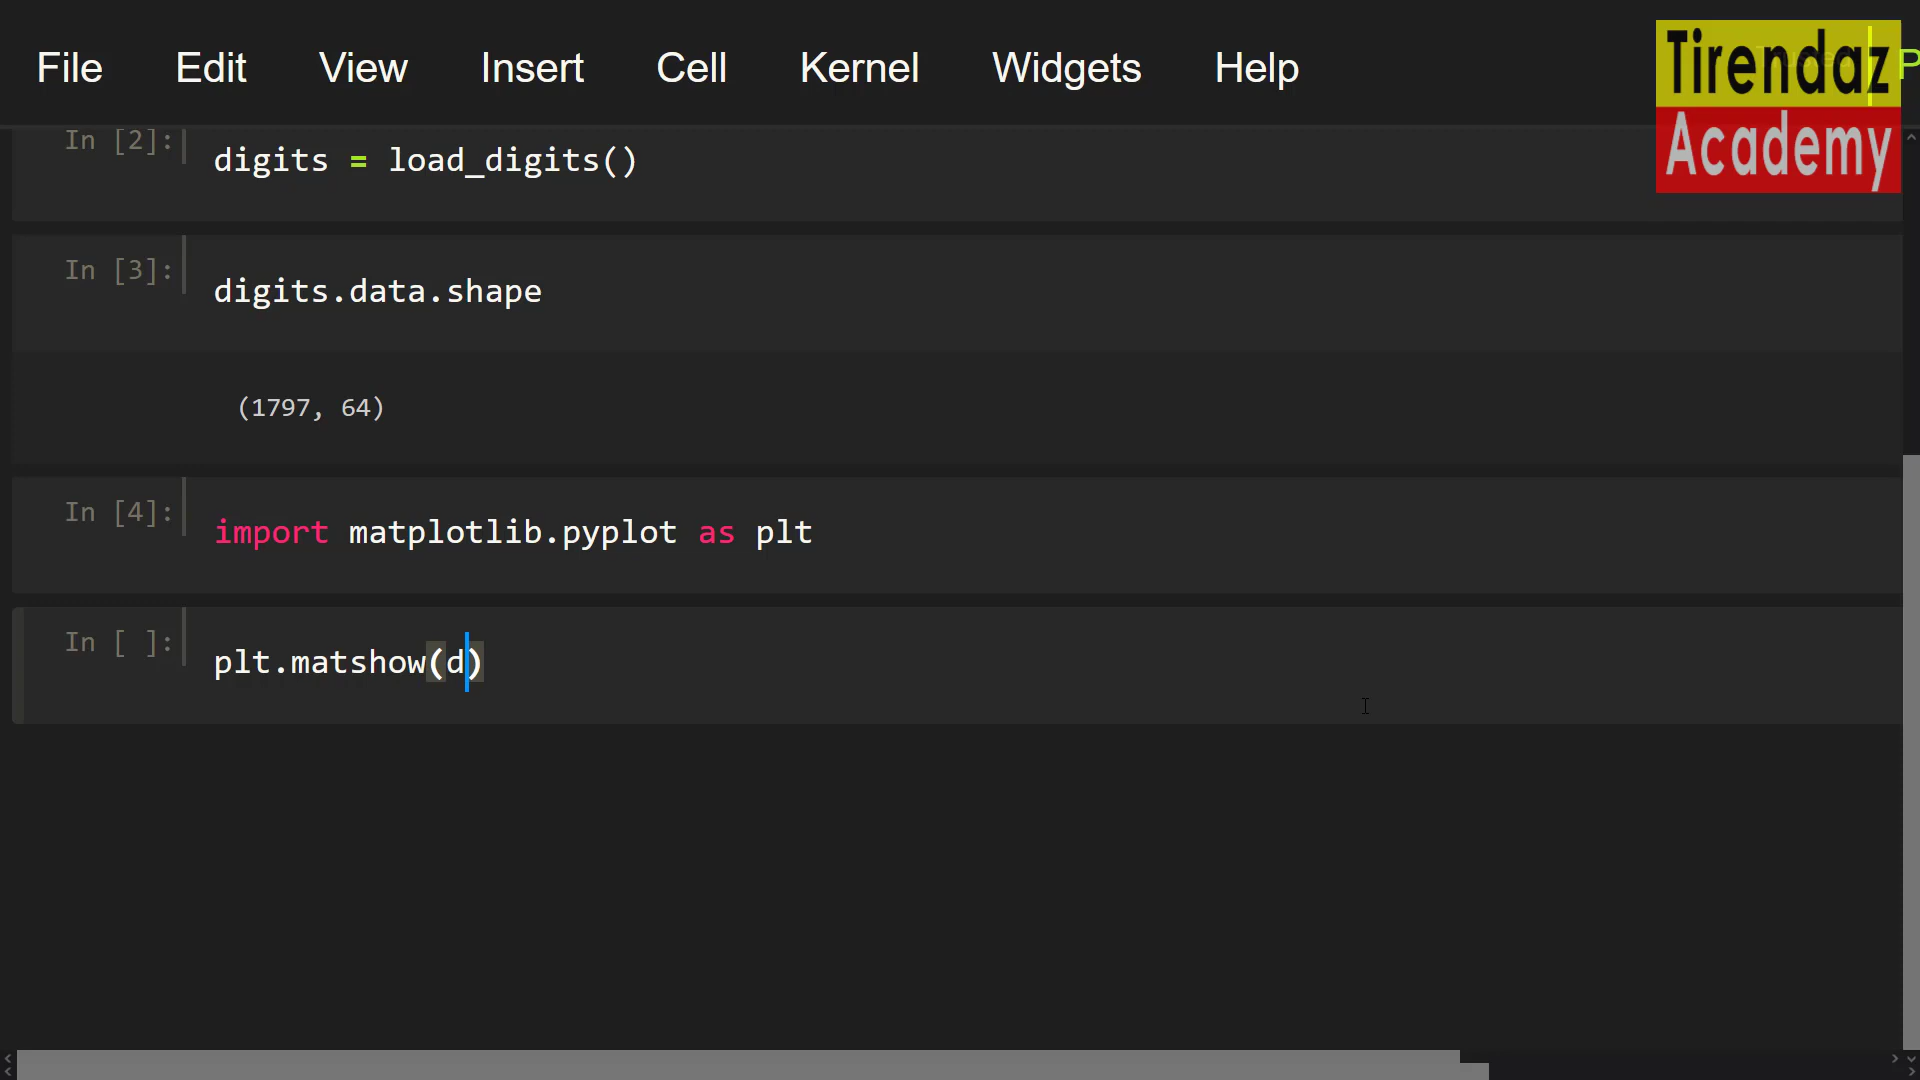 File Edit View Insert Cell Kernel Widgets Help
Tirendaz
Academy
P
In [2]: digits = load_digits()
In [3]: digits.data.shape
(1797, 64)
In [4]: import matplotlib.pyplot as plt
In [ ]: plt.matshow(d)